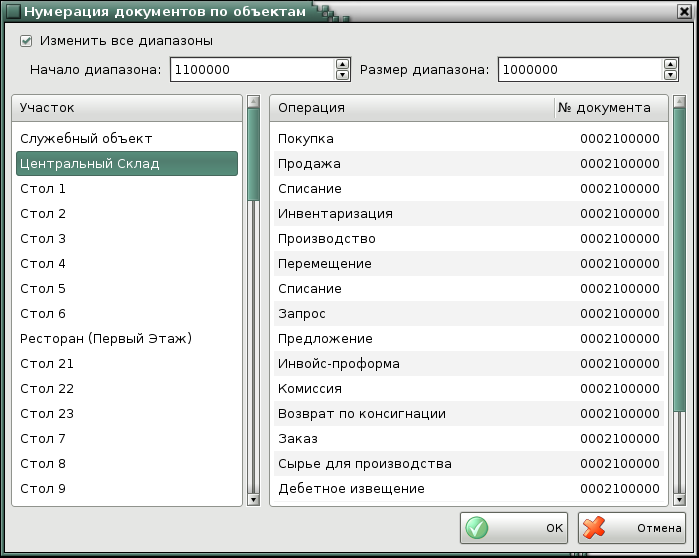 Нумерация документов по объектам
Изменить все диапазоны
Начало диапазона: 1100000 Размер диапазона: 1000000
Участок
Служебный объект
Центральный Склад
Стол 1
Стол 2
Стол 3
Стол 4
Стол 5
Стол 6
Ресторан (Первый Этаж)
Стол 21
Стол 22
Стол 23
Стол 7
Стол 8
Стол 9
Операция № документа
Покупка 0002100000
Продажа 0002100000
Списание 0002100000
Инвентаризация 0002100000
Производство 0002100000
Перемещение 0002100000
Списание 0002100000
Запрос 0002100000
Предложение 0002100000
Инвойс-проформа 0002100000
Комиссия 0002100000
Возврат по консигнации 0002100000
Заказ 0002100000
Сырье для производства 0002100000
Дебетное извещение 0002100000
ОК Отмена